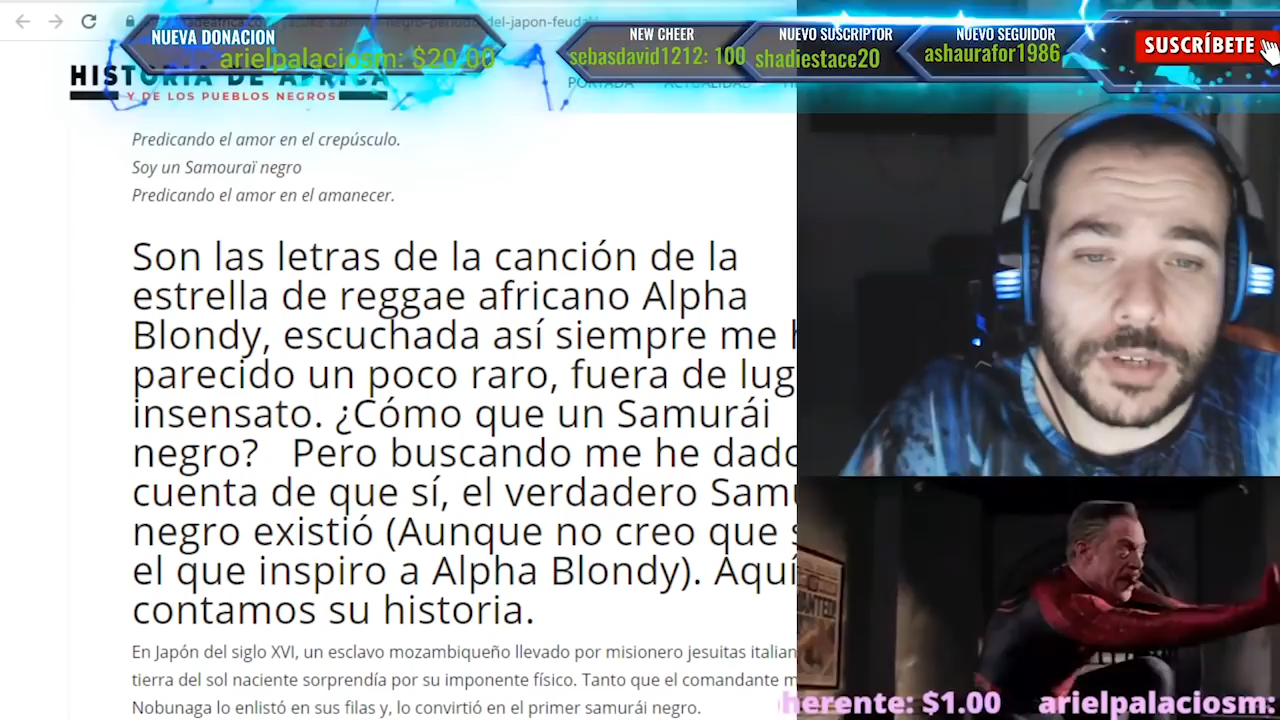 NUEVA DONACION
arielpalaciosm: $20.00
NEW CHEER
sebasdavid1212: 100
NUEVO SUSCRIPTOR
shadiestace20
NUEVO SEGUIDOR
ashaurafor1986
SUSCRÍBETE
HISTORIA DE AFRICA
Y DE LOS PUEBLOS NEGROS
PORTADA ACTUALIDAD
Predicando el amor en el crepúsculo.
Soy un Samouraï negro
Predicando el amor en el amanecer.
Son las letras de la canción de la
estrella de reggae africano Alpha
Blondy, escuchada así siempre me
parecido un poco raro, fuera de
insensato. ¿Cómo que un Samurái
negro? Pero buscando me he dado
cuenta de que sí, el verdadero
negro existió (Aunque no creo que
el que inspiro a Alpha Blondy). Aquí
contamos su historia.
En Japón del siglo XVI, un esclavo mozambiqueño llevado por misionero jesuitas
tierra del sol naciente sorprendía por su imponente físico. Tanto que el comandante
Nobunaga lo enlistó en sus filas y, lo convirtió en el primer samurái negro.
herente: $1.00 arielpalaciosm: